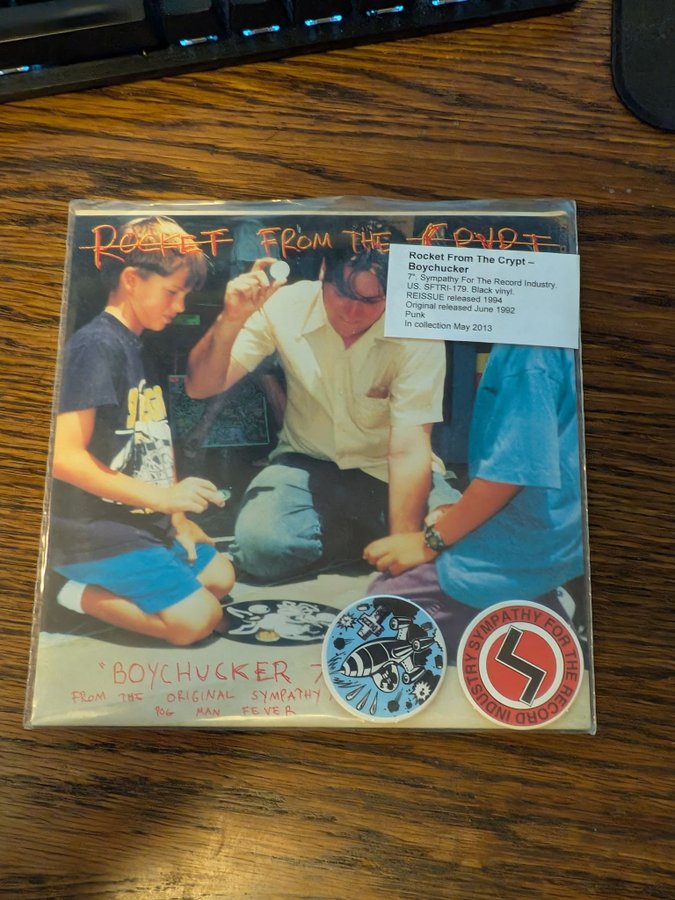 ROCKET FROM THE CRYPT
Rocket From The Crypt –
Boychucker
7". Sympathy For The Record Industry.
US. SFTRI-179. Black vinyl.
REISSUE released 1994
Original released June 1992
Punk
In collection May 2013
"BOYCHUCKER 7
FROM THE ORIGINAL SYMPATHY
POG MAN FEVER
SYMPATHY FOR THE RECORD INDUSTRY